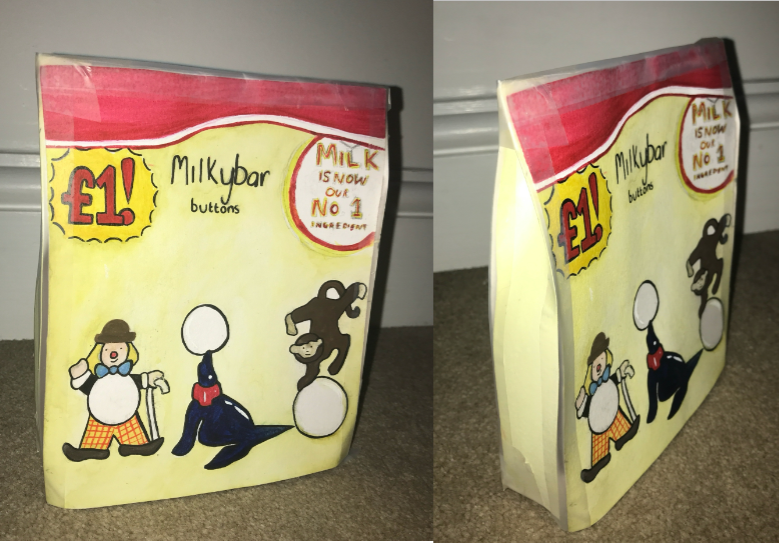 £1!
Milkybar
buttons
MILK
IS NOW
OUR
No 1
INGREDIENT
£1!
Milkybar
buttons
MILK
IS NOW
OUR
No 1
INGREDIENT